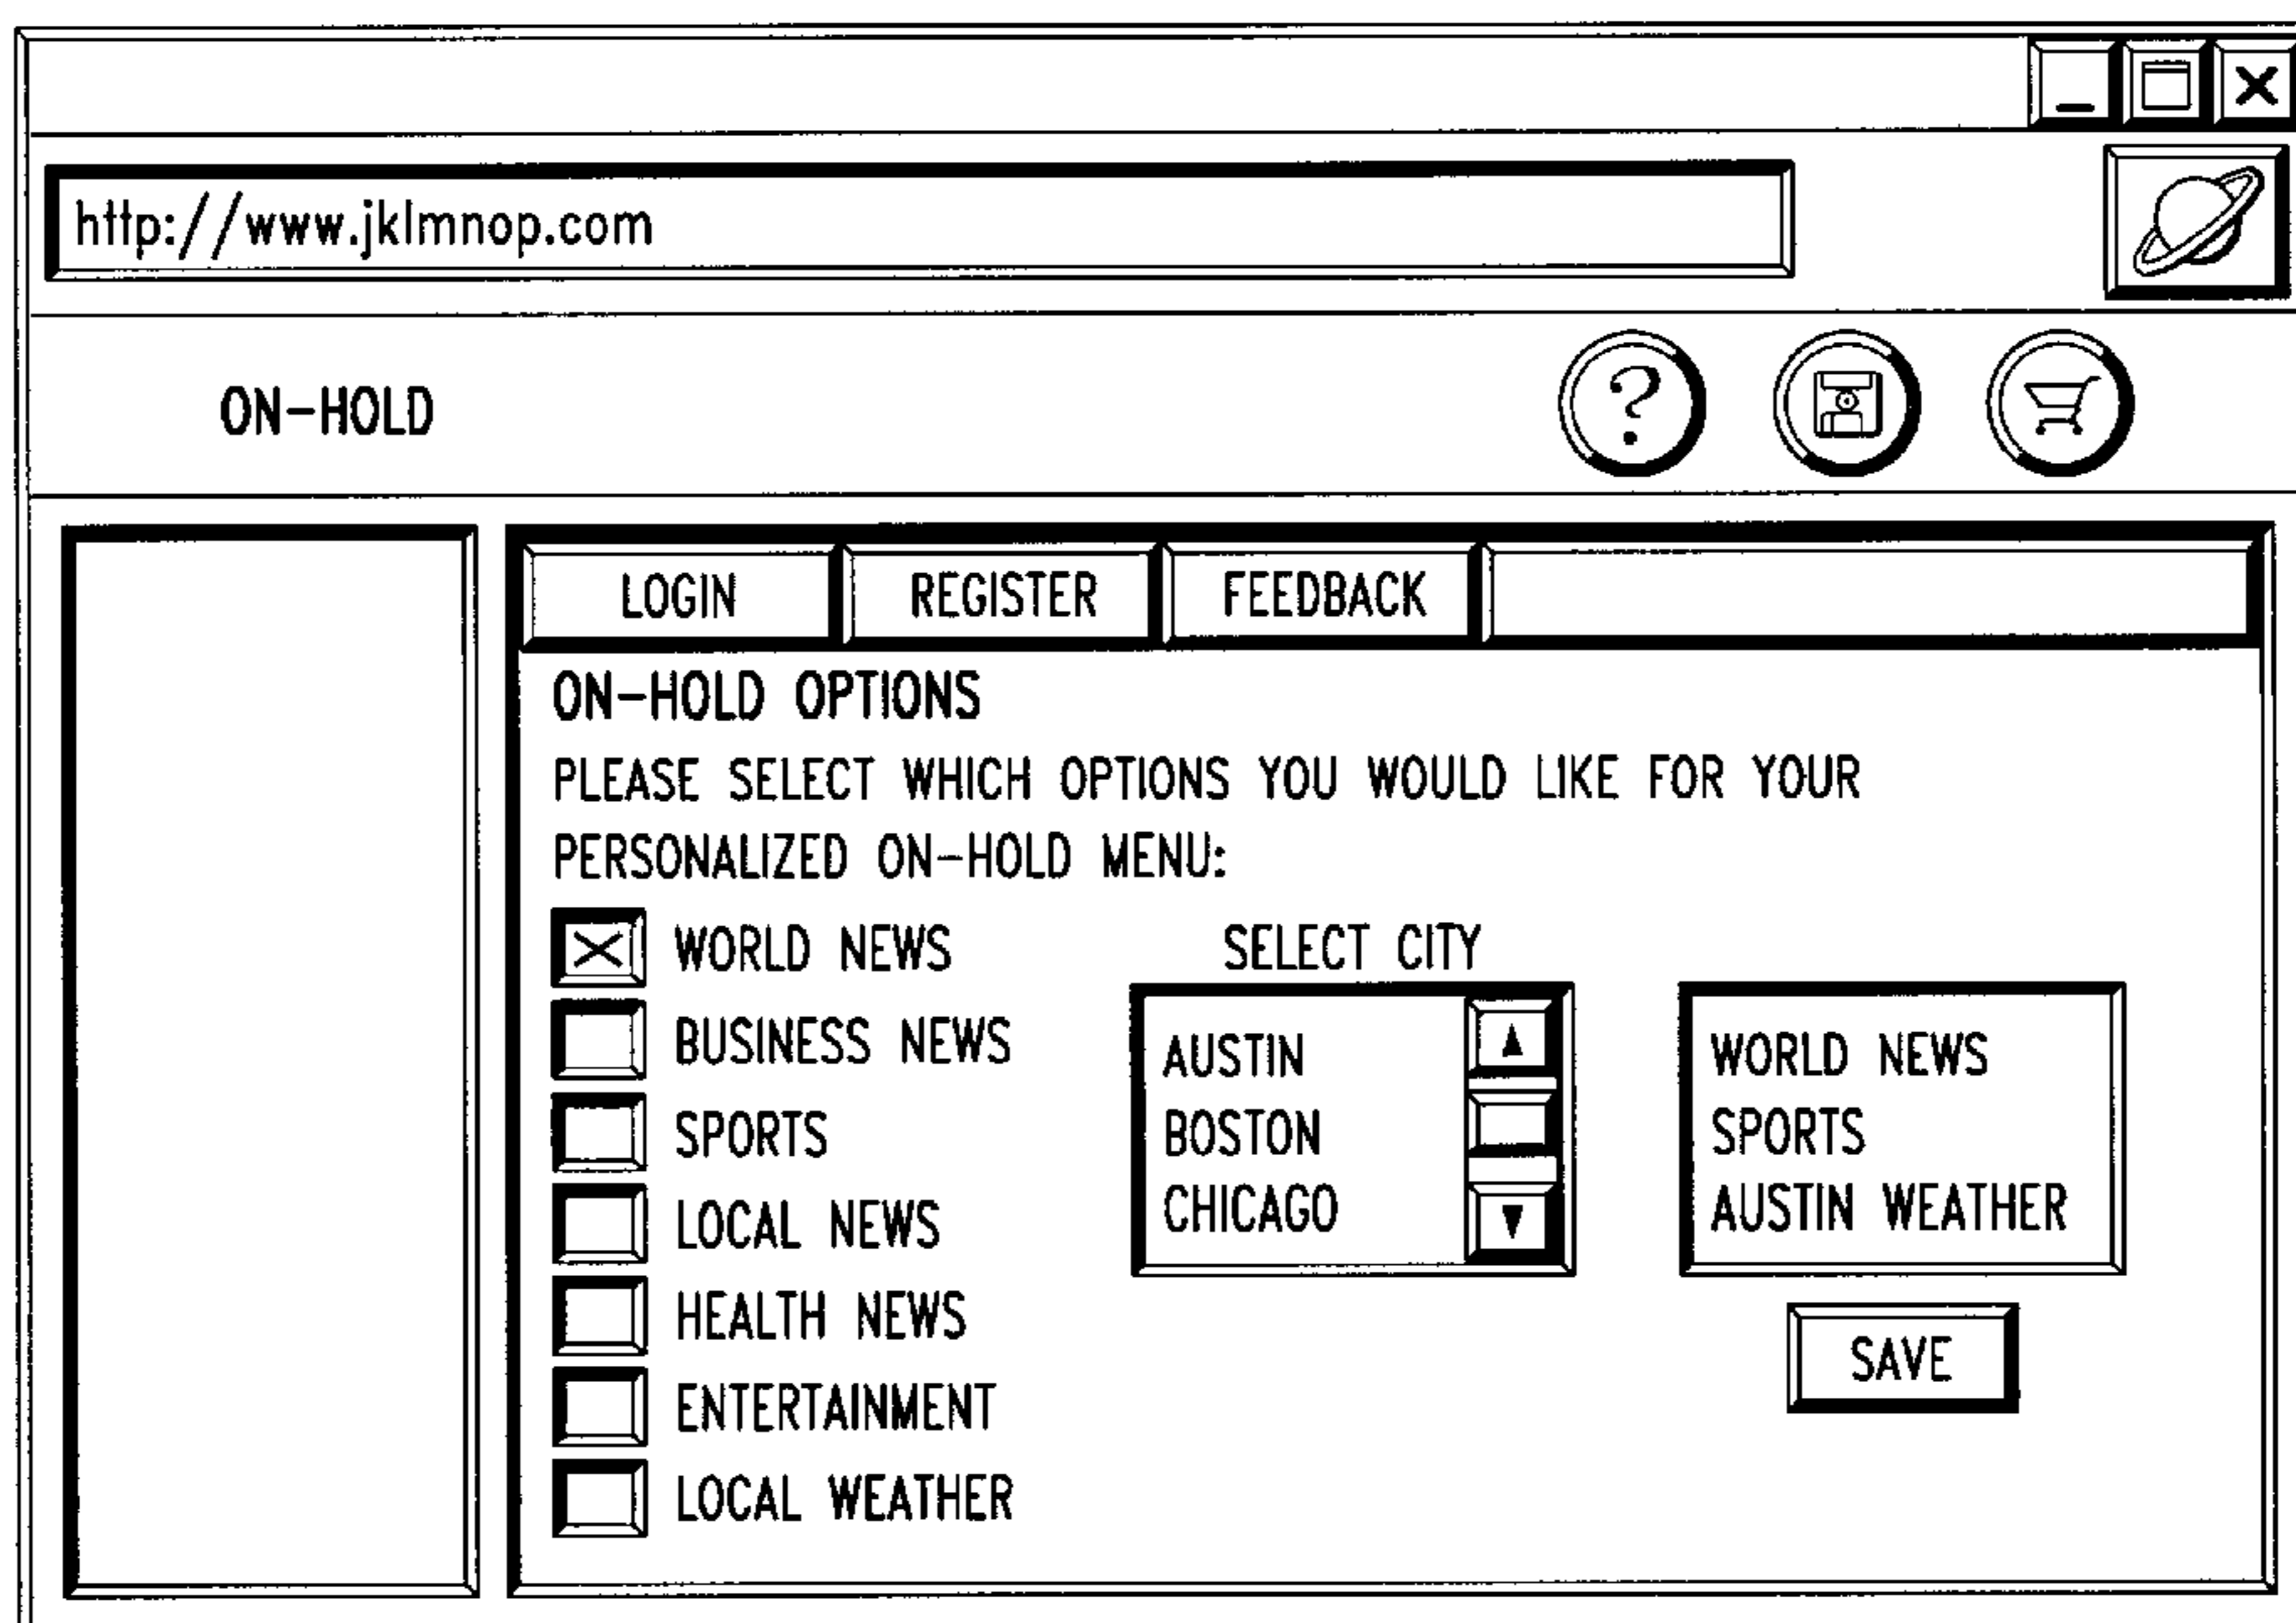 http://www.jklmnop.com
ON-HOLD
?
LOGIN
REGISTER
FEEDBACK
ON-HOLD OPTIONS
PLEASE SELECT WHICH OPTIONS YOU WOULD LIKE FOR YOUR
PERSONALIZED ON-HOLD MENU:
WORLD NEWS
BUSINESS NEWS
SPORTS
LOCAL NEWS
HEALTH NEWS
ENTERTAINMENT
LOCAL WEATHER
SELECT CITY
AUSTIN
BOSTON
CHICAGO
WORLD NEWS
SPORTS
AUSTIN WEATHER
SAVE